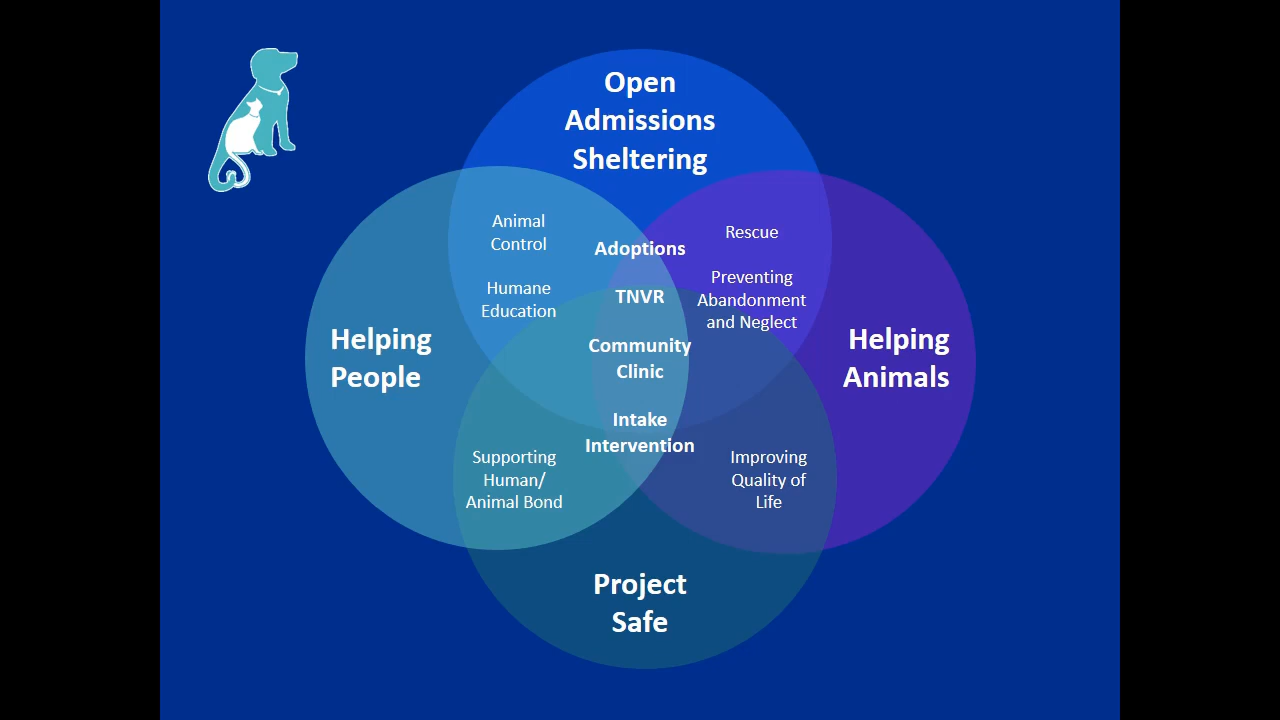 Open
Admissions
Sheltering
Animal
Control
Humane
Education
Adoptions
TNVR
Community
Clinic
Intake
Intervention
Rescue
Preventing
Abandonment
and Neglect
Helping
People
Helping
Animals
Supporting
Human/
Animal Bond
Improving
Quality of
Life
Project
Safe